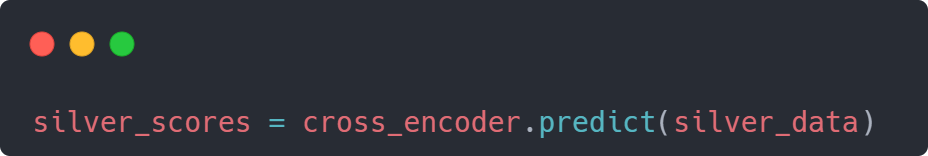 silver_scores = cross_encoder.predict(silver_data)